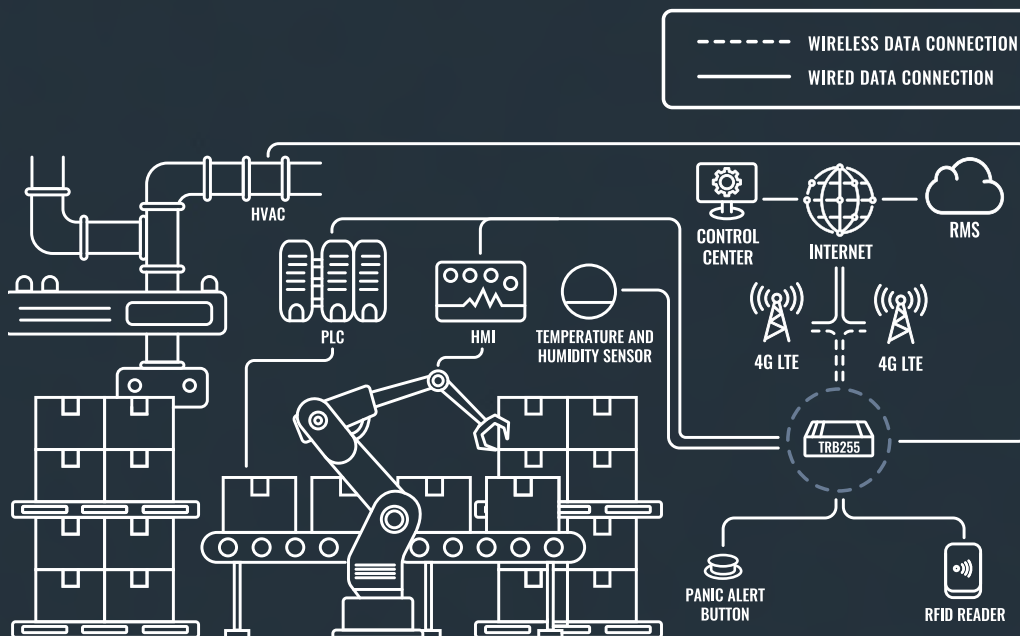 WIRELESS DATA CONNECTION
WIRED DATA CONNECTION
HVAC
CONTROL
CENTER
INTERNET
RMS
PLC
HMI
TEMPERATURE AND
HUMIDITY SENSOR
4G LTE
4G LTE
TRB255
PANIC ALERT
BUTTON
RFID READER